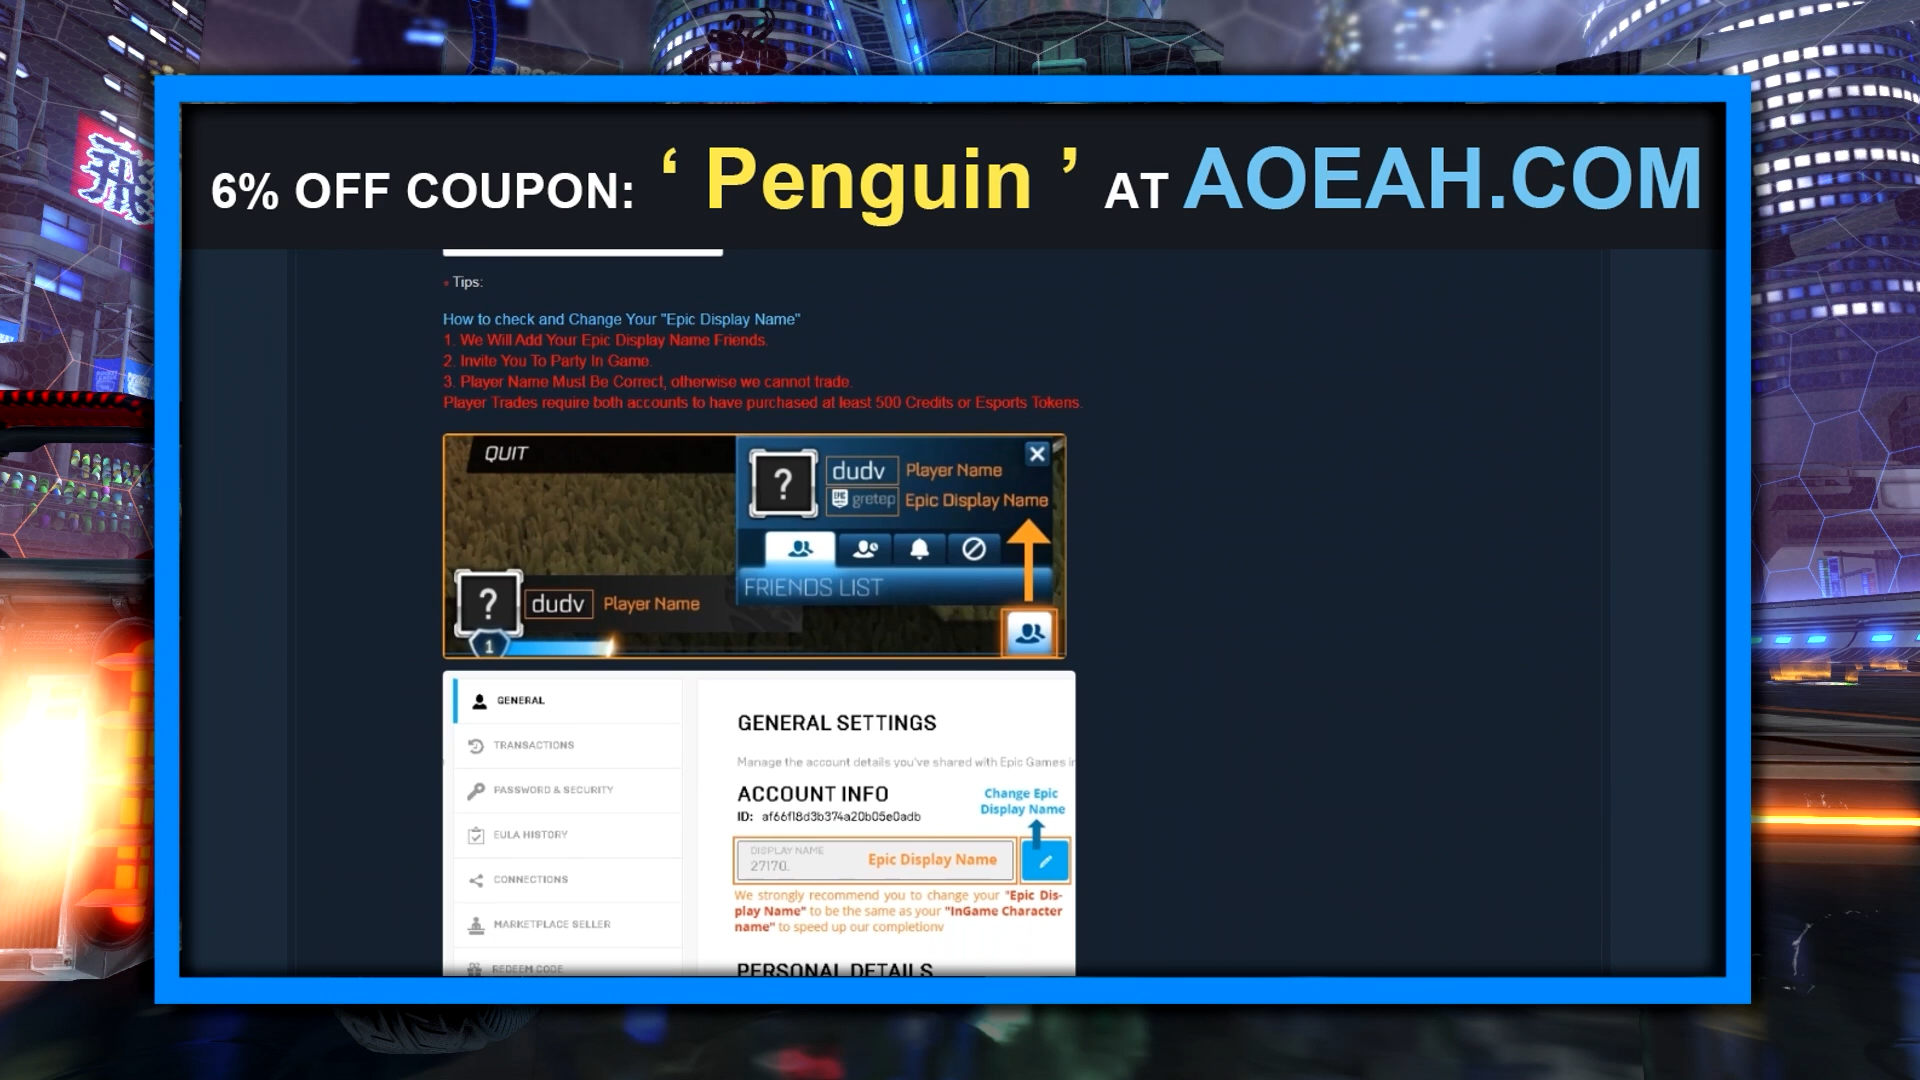 6% OFF COUPON: ‘ Penguin ’ AT AOEAH.COM
* Tips:
How to check and Change Your "Epic Display Name"
1. We Will Add Your Epic Display Name Friends.
2. Invite You To Party In Game.
3. Player Name Must Be Correct, otherwise we cannot trade.
Player Trades require both accounts to have purchased at least 500 Credits or Esports Tokens.
QUIT
? dudv Player Name
EPIC gretep Epic Display Name
FRIENDS LIST
? dudv Player Name
1
GENERAL
TRANSACTIONS
PASSWORD & SECURITY
EULA HISTORY
CONNECTIONS
MARKETPLACE SELLER
REDEEM CODE
GENERAL SETTINGS
Manage the account details you've shared with Epic Games in
ACCOUNT INFO
ID: af66f18d3b374a20b05e0adb
Change Epic
Display Name
DISPLAY NAME
27170.
Epic Display Name
We strongly recommend you to change your "Epic Dis-
play Name" to be the same as your "InGame Character
name" to speed up our completionv
PERSONAL DETAILS
飛